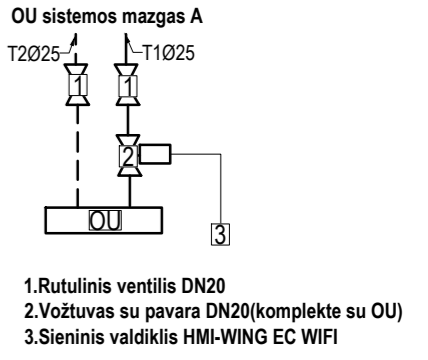 OU sistemos mazgas A
T2Ø25
T1Ø25
1
1
2
OU
3
1.Rutulinis ventilis DN20
2.Vožtuvas su pavara DN20(komplekte su OU)
3.Sieninis valdiklis HMI-WING EC WIFI